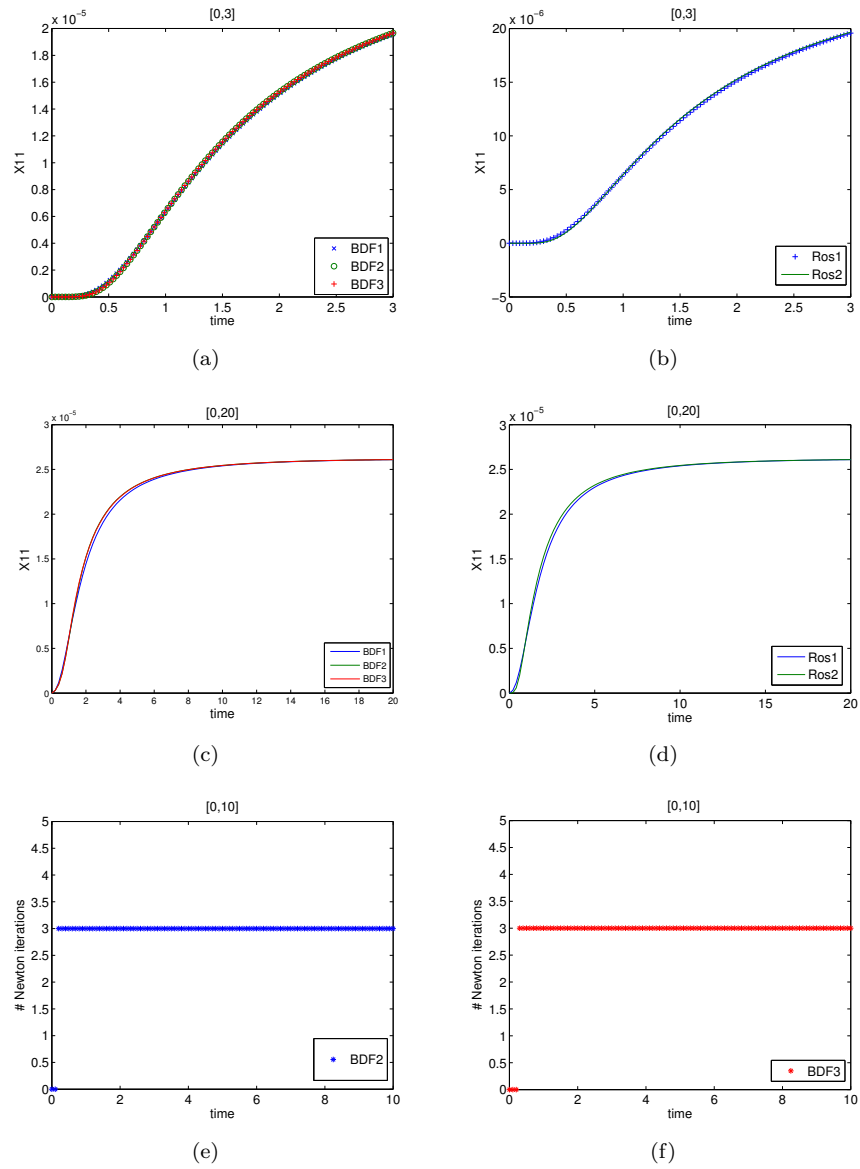 [0,3]
x 10⁻⁵
2
1.8
1.6
1.4
1.2
1
0.8
0.6
0.4
0.2
0
X11
BDF1
BDF2
BDF3
0 0.5 1 1.5 2 2.5 3
time
(a)
[0,3]
x 10⁻⁶
20
15
10
5
0
−5
X11
Ros1
Ros2
0 0.5 1 1.5 2 2.5 3
time
(b)
[0,20]
x 10⁻⁵
3
2.5
2
1.5
1
0.5
0
X11
BDF1
BDF2
BDF3
0 2 4 6 8 10 12 14 16 18 20
time
(c)
[0,20]
x 10⁻⁵
3
2.5
2
1.5
1
0.5
0
X11
Ros1
Ros2
0 5 10 15 20
time
(d)
[0,10]
5
4.5
4
3.5
3
2.5
2
1.5
1
0.5
0
# Newton iterations
BDF2
0 2 4 6 8 10
time
(e)
[0,10]
5
4.5
4
3.5
3
2.5
2
1.5
1
0.5
0
# Newton iterations
BDF3
0 2 4 6 8 10
time
(f)